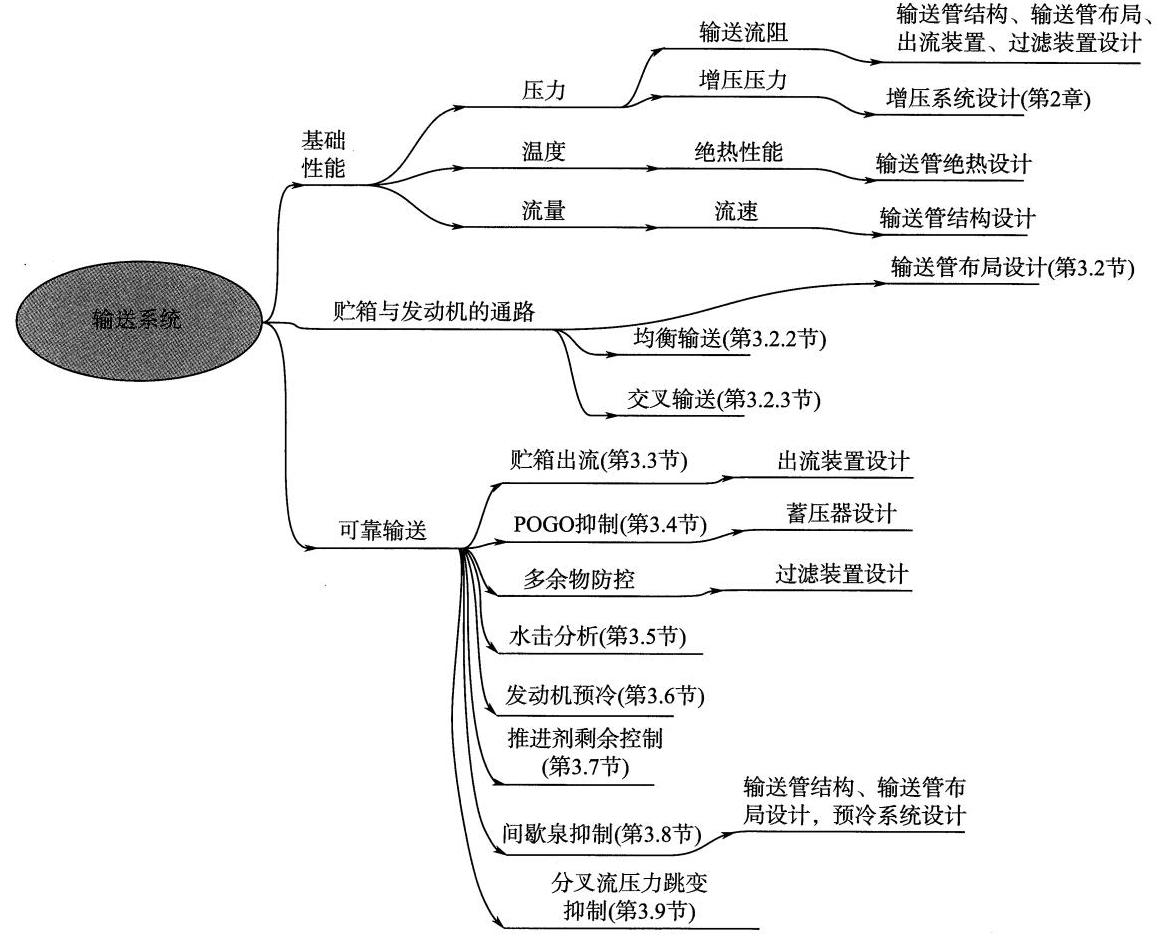 输送系统
基础
性能
压力
输送流阻
输送管结构、输送管布局、
出流装置、过滤装置设计
增压压力
增压系统设计(第2章)
温度
绝热性能
输送管绝热设计
流量
流速
输送管结构设计
贮箱与发动机的通路
输送管布局设计(第3.2节)
均衡输送(第3.2.2节)
交叉输送(第3.2.3节)
可靠输送
贮箱出流(第3.3节)
出流装置设计
POGO抑制(第3.4节)
蓄压器设计
多余物防控
过滤装置设计
水击分析(第3.5节)
发动机预冷(第3.6节)
推进剂剩余控制
(第3.7节)
间歇泉抑制(第3.8节)
输送管结构、输送管布
局设计，预冷系统设计
分叉流压力跳变
抑制(第3.9节)